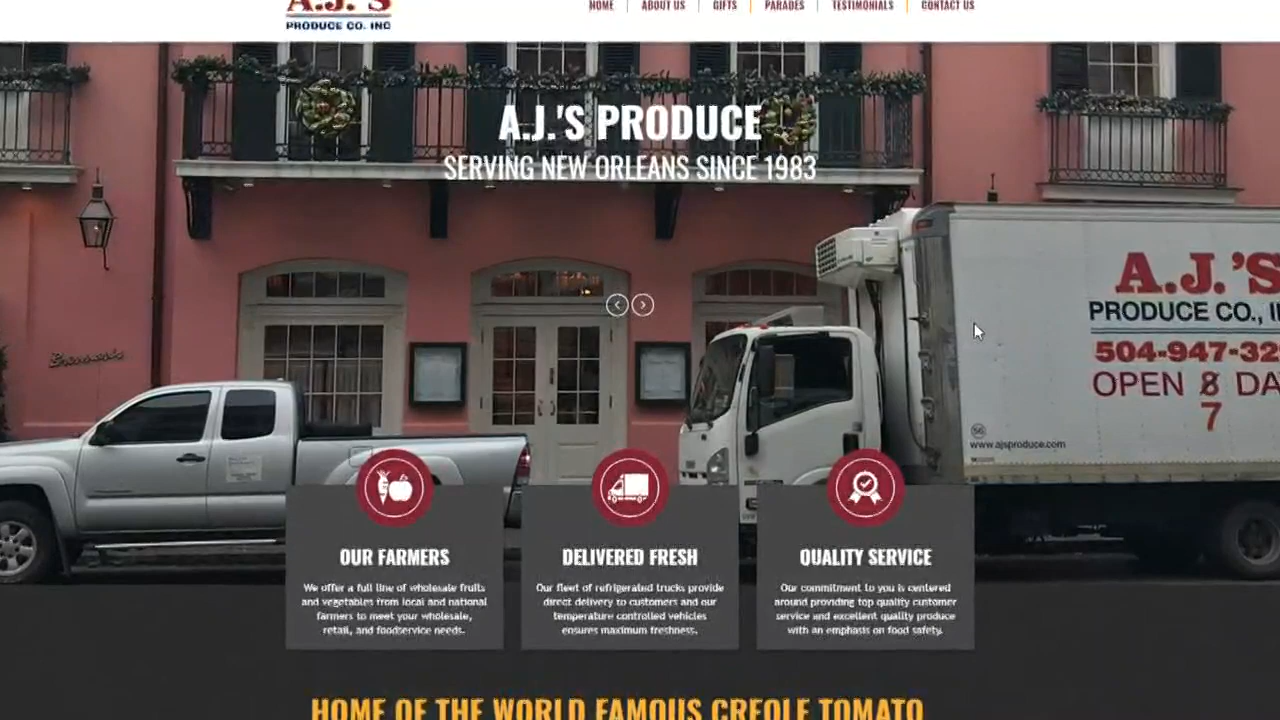 A.J.'S
PRODUCE CO. INC
HOME
ABOUT US
GIFTS
PARADES
TESTIMONIALS
CONTACT US
A.J.'S PRODUCE
SERVING NEW ORLEANS SINCE 1983
A.J.'S
PRODUCE CO.,
504-947-32
OPEN 8 DA
7
www.ajsproduce.com
OUR FARMERS
We offer a full line of wholesale fruits
and vegetables from local and national
farmers to meet your wholesale,
retail, and foodservice needs.
DELIVERED FRESH
Our fleet of refrigerated trucks provide
direct delivery to customers and our
temperature controlled vehicles
ensures maximum freshness.
QUALITY SERVICE
Our commitment to you is centered
around providing top quality customer
service and excellent quality produce
with an emphasis on food safety.
HOME OF THE WORLD FAMOUS CREOLE TOMATO